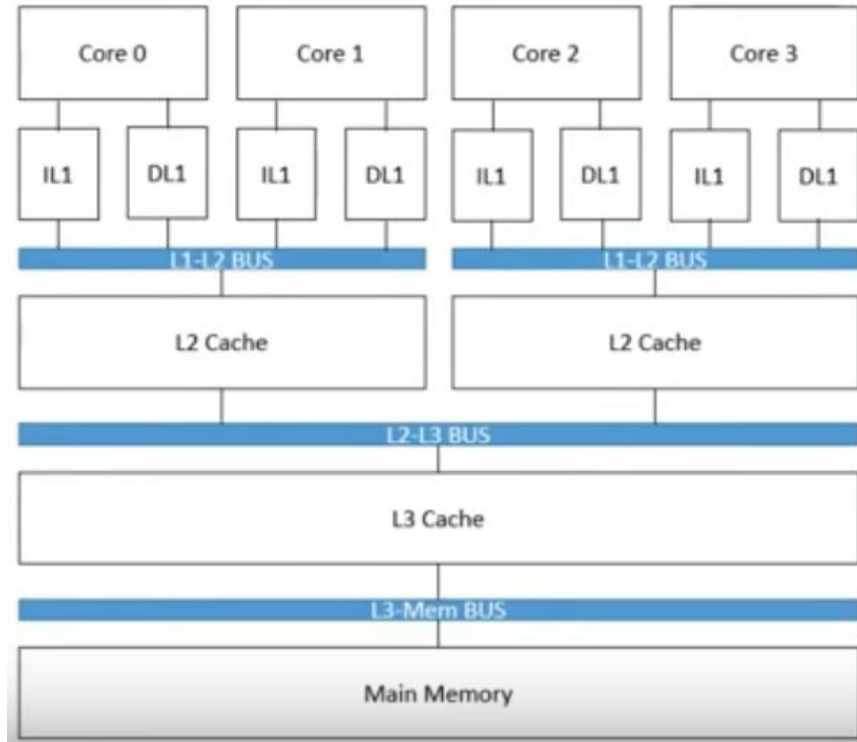 Core 0
Core 1
Core 2
Core 3
IL1
DL1
IL1
DL1
IL1
DL1
IL1
DL1
L1-L2 BUS
L1-L2 BUS
L2 Cache
L2 Cache
L2-L3 BUS
L3 Cache
L3-Mem BUS
Main Memory